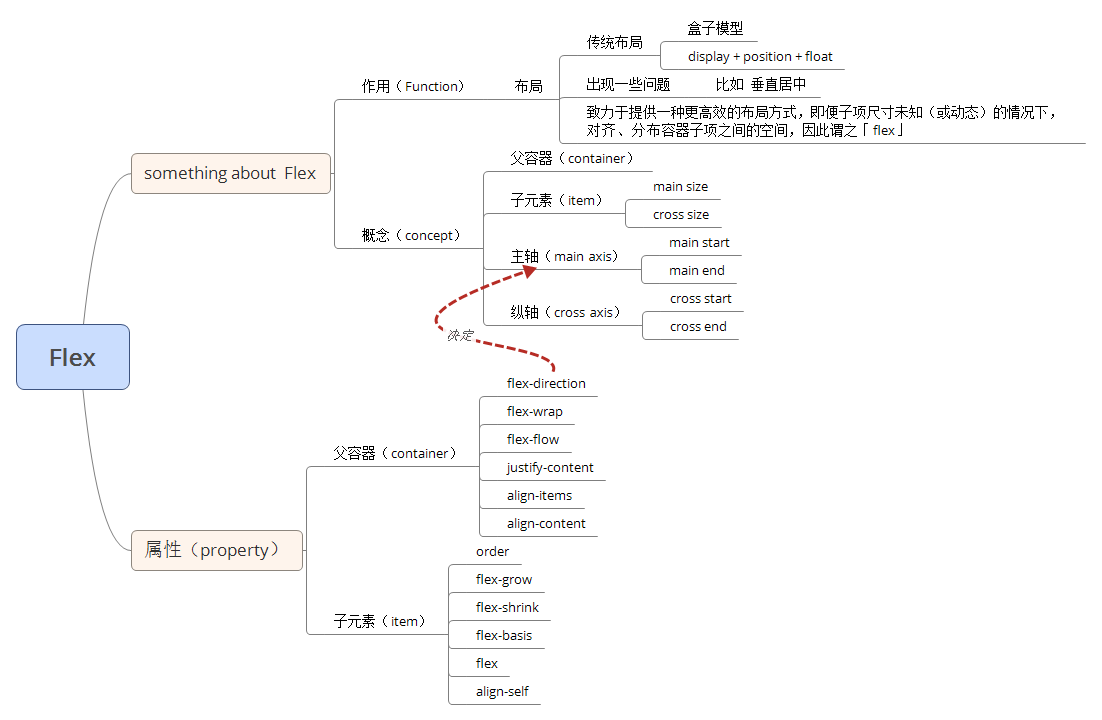 Flex
something about  Flex
作用（Function）
布局
传统布局
盒子模型
display + position + float
出现一些问题
比如  垂直居中
致力于提供一种更高效的布局方式，即便子项尺寸未知（或动态）的情况下，
对齐、分布容器子项之间的空间，因此谓之「flex」
概念（concept）
父容器（container）
子元素（item）
main size
cross size
主轴（main axis）
main start
main end
纵轴（cross axis）
cross start
cross end
决定
属性（property）
父容器（container）
flex-direction
flex-wrap
flex-flow
justify-content
align-items
align-content
子元素（item）
order
flex-grow
flex-shrink
flex-basis
flex
align-self